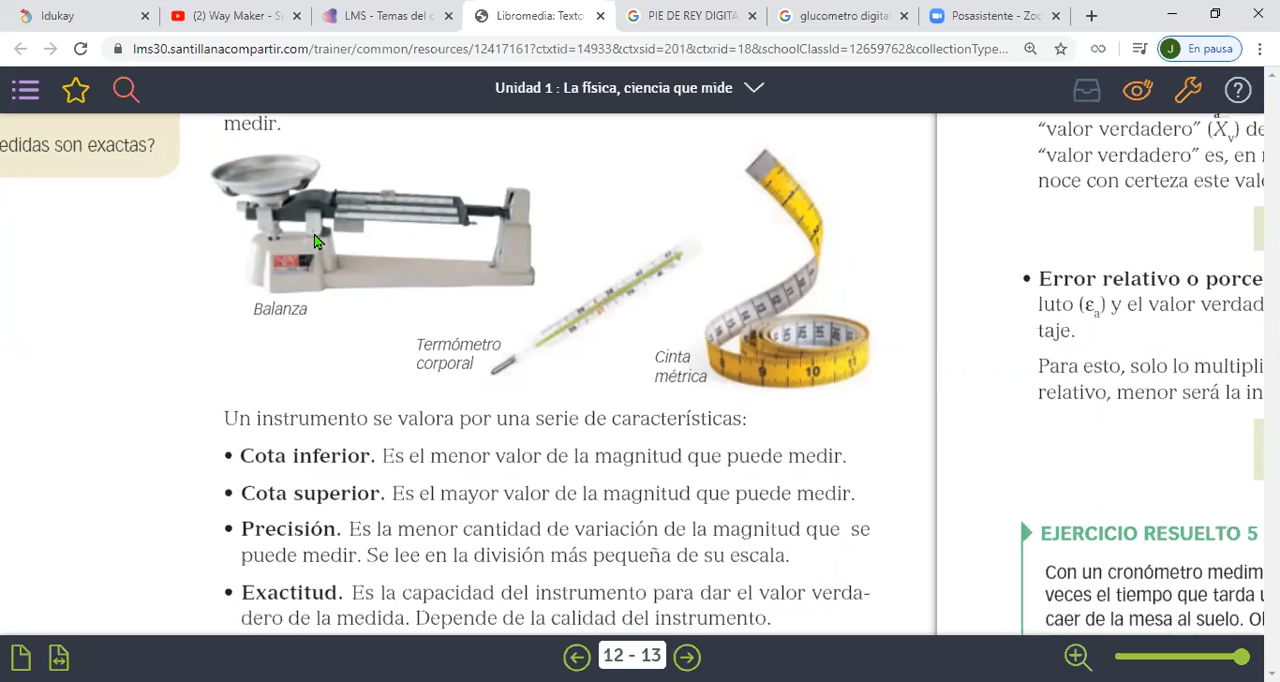 Idukay
(2) Way Maker - S
LMS - Temas del c
Libromedia: Texto
PIE DE REY DIGITA
glucometro digita
Posasistente - Zoo
lms30.santillanacompartir.com/trainer/common/resources/12417161?ctxtid=14933&ctxsid=201&ctxrid=18&schoolClassId=12659762&collectionType...
J En pausa
Unidad 1 : La física, ciencia que mide
edidas son exactas?
medir.
Balanza
Termómetro
corporal
Cinta
métrica
9 10 11
Un instrumento se valora por una serie de características:
• Cota inferior. Es el menor valor de la magnitud que puede medir.
• Cota superior. Es el mayor valor de la magnitud que puede medir.
• Precisión. Es la menor cantidad de variación de la magnitud que se
puede medir. Se lee en la división más pequeña de su escala.
• Exactitud. Es la capacidad del instrumento para dar el valor verda-
dero de la medida. Depende de la calidad del instrumento.
“valor verdadero” (X̄v) de
“valor verdadero” es, en
noce con certeza este val
• Error relativo o porce
luto (εa) y el valor verdad
taje.
Para esto, solo lo multipli
relativo, menor será la in
EJERCICIO RESUELTO 5
Con un cronómetro medim
veces el tiempo que tarda
caer de la mesa al suelo. Ob
12 - 13